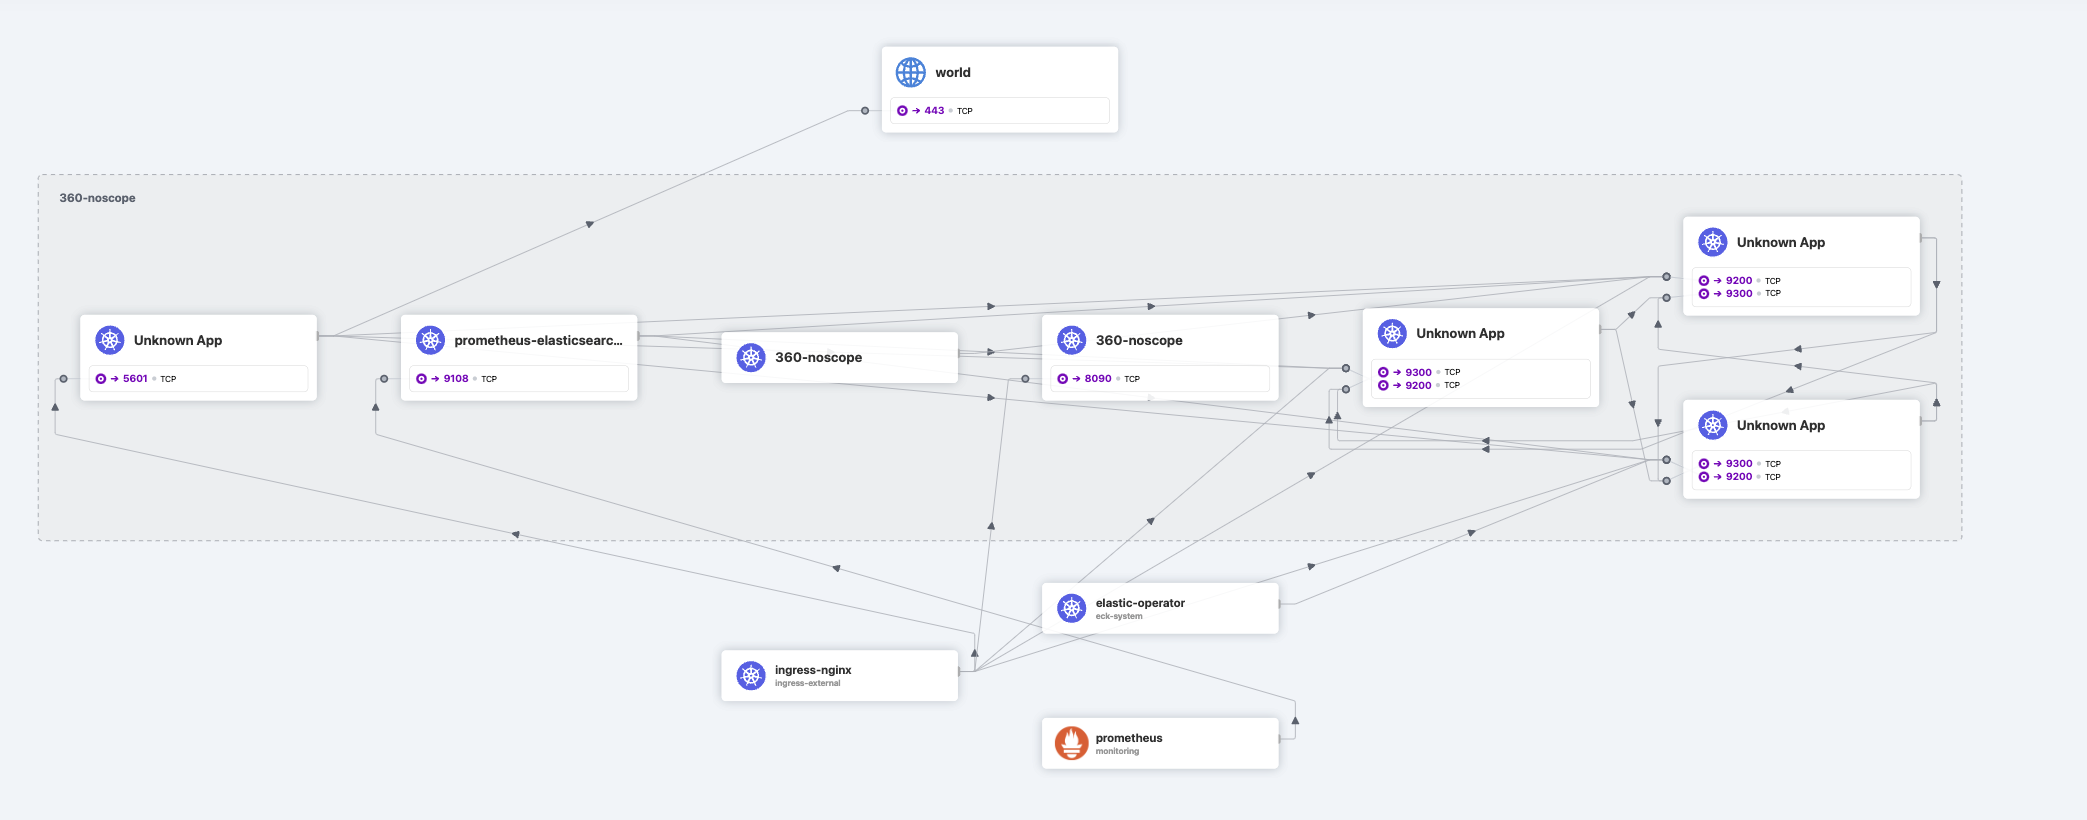 world
→ 443 • TCP
360-noscope
Unknown App
→ 9200 • TCP
→ 9300 • TCP
Unknown App
→ 5601 • TCP
prometheus-elasticsearc...
→ 9108 • TCP
360-noscope
360-noscope
→ 8090 • TCP
Unknown App
→ 9300 • TCP
→ 9200 • TCP
Unknown App
→ 9300 • TCP
→ 9200 • TCP
elastic-operator
eck-system
ingress-nginx
ingress-external
prometheus
monitoring